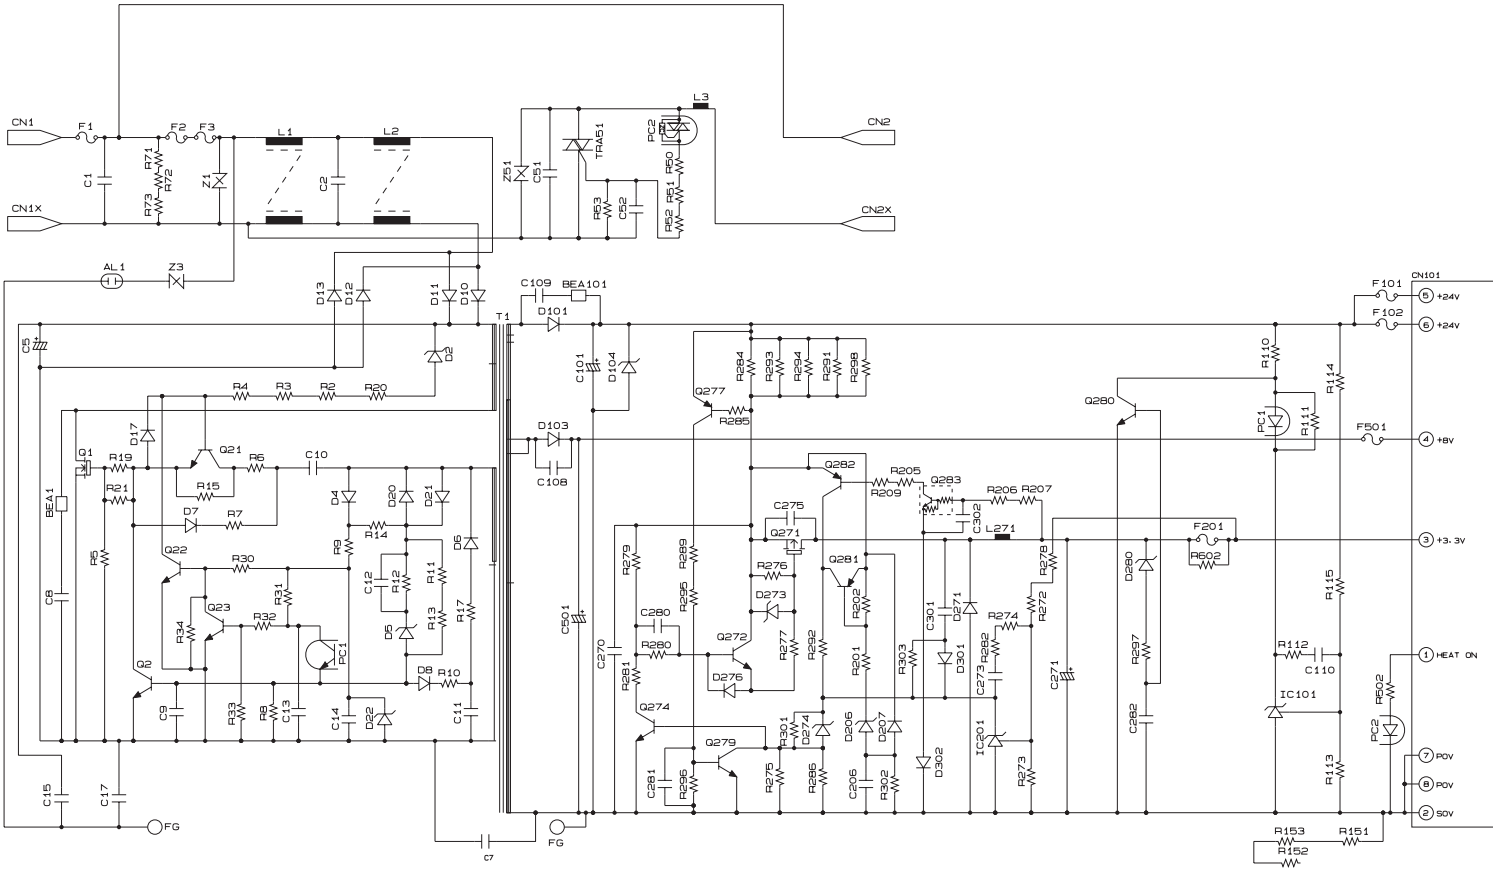 L3
CN1
F1
F2
F3
L1
L2
PC2
TRA51
CN2
R71
R72
R73
C1
Z1
C2
Z51
C51
R50
R51
R52
R53
C52
CN1X
CN2X
AL1
Z3
D13
D12
D11
D10
C109
BEA101
CN101
F101
5 +24V
F102
6 +24V
T1
D101
C5
D2
C101
D104
R284
R293
R294
R291
R298
R110
R114
R4
R3
R2
R20
Q277
R285
Q280
PC1
R111
F501
4 +8V
D17
D103
C108
Q1
R19
Q21
R6
C10
R15
R21
D7
R7
D4
D20
D21
R14
Q282
R205
R209
Q283
R206
R207
C302
BEA1
C275
Q271
L271
F201
3 +3.3V
R602
R5
Q22
R30
R9
D6
R279
R289
R276
Q281
R278
D280
C12
R12
R11
R31
R115
C8
Q23
R32
R34
R13
R17
D5
C501
R295
C280
D273
R202
C301
D271
R274
R272
PC1
C270
R280
Q272
R277
R292
R201
R303
D301
R282
C273
R297
R112
C110
1 HEAT ON
Q2
D8
R10
R281
D276
C271
IC101
R502
C9
R33
R8
C13
C14
D22
C11
Q274
R301
D274
D206
D207
C282
PC2
Q279
D302
IC201
C281
R296
R275
R286
C206
R302
R273
R113
7 POV
8 POV
2 SOV
C15
C17
FG
FG
C7
R153
R151
R152